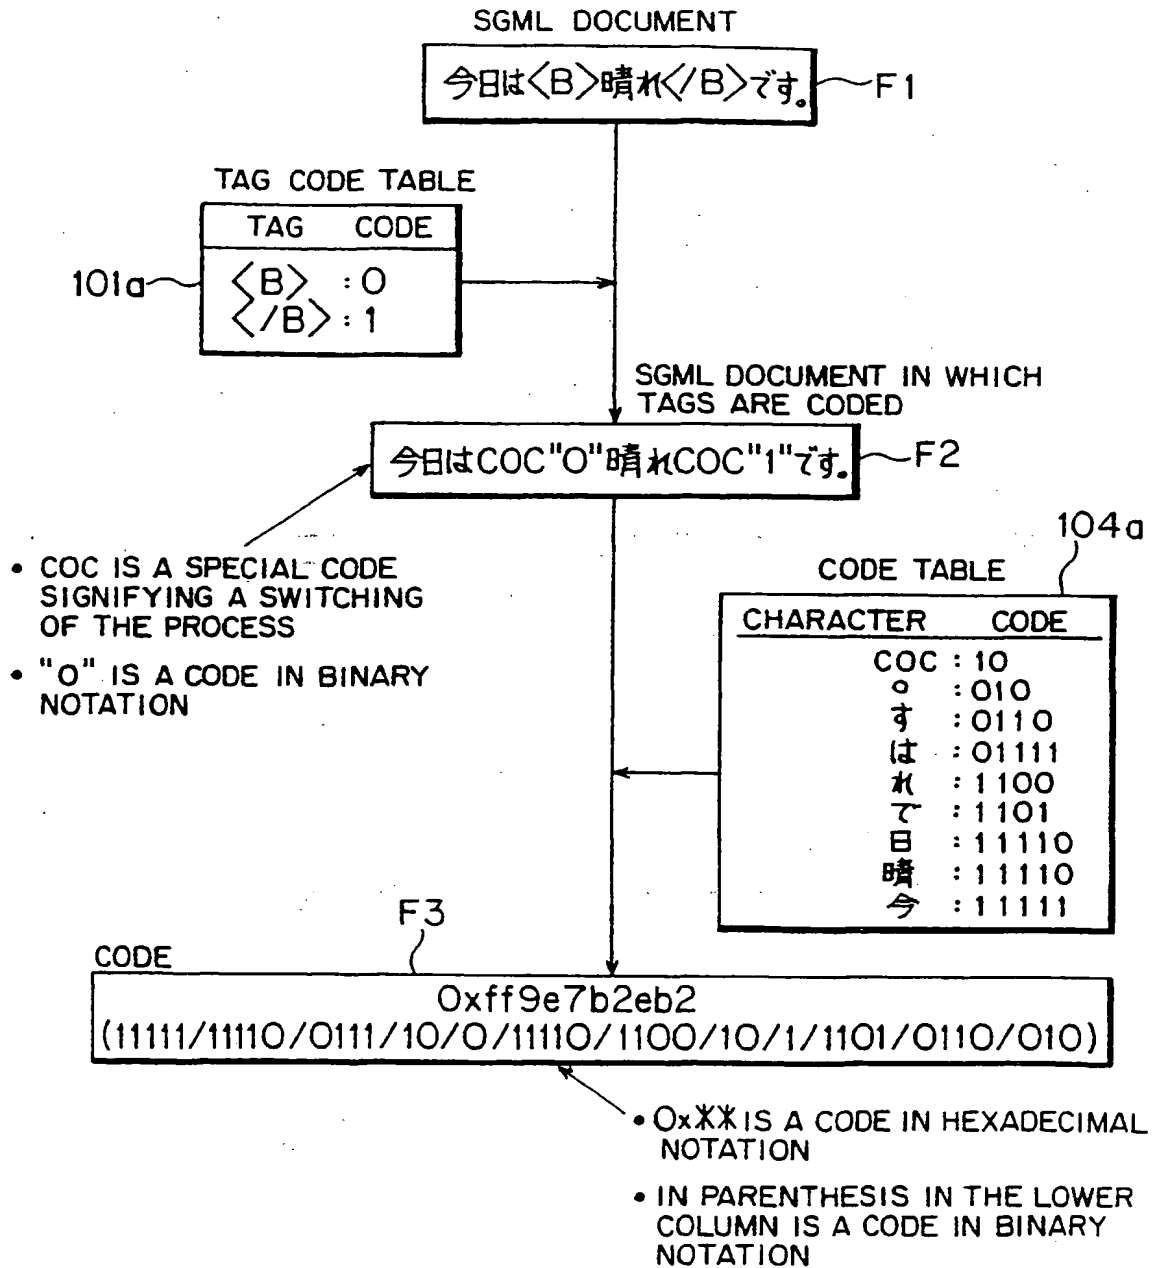 SGML DOCUMENT
今日は<B>晴れ</B>です。
F1
TAG CODE TABLE
TAG CODE
<B> : 0
</B> : 1
101a
SGML DOCUMENT IN WHICH
TAGS ARE CODED
今日はCOC"0"晴れCOC"1"です。
F2
• COC IS A SPECIAL CODE
SIGNIFYING A SWITCHING
OF THE PROCESS
• "0" IS A CODE IN BINARY
NOTATION
104a
CODE TABLE
CHARACTER CODE
COC : 10
。 : 010
す : 0110
は : 01111
れ : 1100
で : 1101
日 : 11110
晴 : 11110
今 : 11111
F3
CODE
0xff9e7b2eb2
(11111/11110/0111/10/0/11110/1100/10/1/1101/0110/010)
• 0x** IS A CODE IN HEXADECIMAL
NOTATION
• IN PARENTHESIS IN THE LOWER
COLUMN IS A CODE IN BINARY
NOTATION